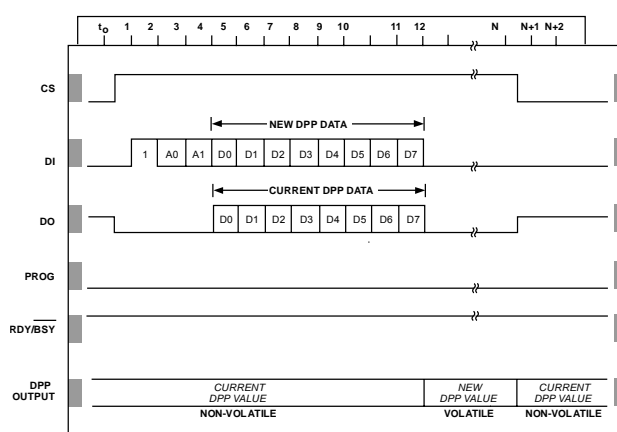 to 1 2 3 4 5 6 7 8 9 10 11 12 N N+1 N+2
CS
NEW DPP DATA
DI 1 A0 A1 D0 D1 D2 D3 D4 D5 D6 D7
CURRENT DPP DATA
DO D0 D1 D2 D3 D4 D5 D6 D7
PROG
RDY/BSY
DPP OUTPUT
CURRENT DPP VALUE
NON-VOLATILE
NEW DPP VALUE
VOLATILE
CURRENT DPP VALUE
NON-VOLATILE